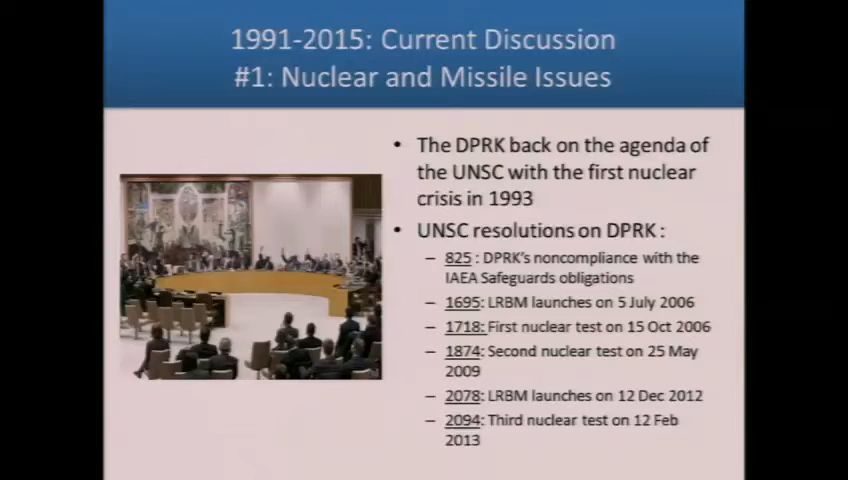 1991-2015: Current Discussion
#1: Nuclear and Missile Issues
• The DPRK back on the agenda of
the UNSC with the first nuclear
crisis in 1993
• UNSC resolutions on DPRK :
– 825 : DPRK's noncompliance with the
IAEA Safeguards obligations
– 1695: LRBM launches on 5 July 2006
– 1718: First nuclear test on 15 Oct 2006
– 1874: Second nuclear test on 25 May
2009
– 2078: LRBM launches on 12 Dec 2012
– 2094: Third nuclear test on 12 Feb
2013